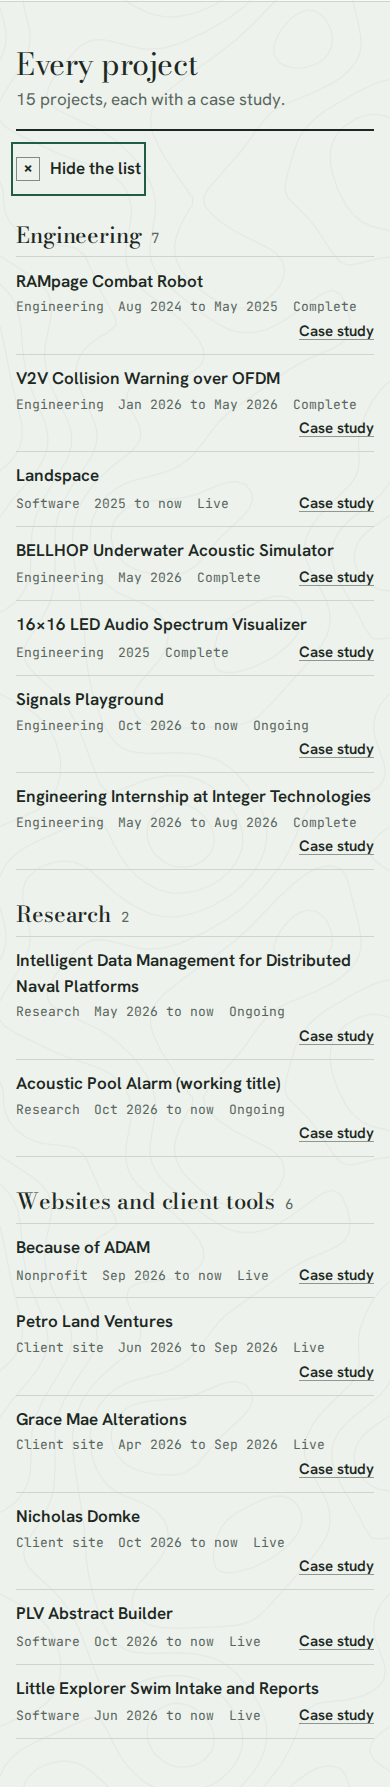 Every project
15 projects, each with a case study.
× Hide the list
Engineering 7
RAMpage Combat Robot
Engineering Aug 2024 to May 2025 Complete
Case study
V2V Collision Warning over OFDM
Engineering Jan 2026 to May 2026 Complete
Case study
Landspace
Software 2025 to now Live Case study
BELLHOP Underwater Acoustic Simulator
Engineering May 2026 Complete Case study
16×16 LED Audio Spectrum Visualizer
Engineering 2025 Complete Case study
Signals Playground
Engineering Oct 2026 to now Ongoing
Case study
Engineering Internship at Integer Technologies
Engineering May 2026 to Aug 2026 Complete
Case study
Research 2
Intelligent Data Management for Distributed
Naval Platforms
Research May 2026 to now Ongoing
Case study
Acoustic Pool Alarm (working title)
Research Oct 2026 to now Ongoing
Case study
Websites and client tools 6
Because of ADAM
Nonprofit Sep 2026 to now Live Case study
Petro Land Ventures
Client site Jun 2026 to Sep 2026 Live
Case study
Grace Mae Alterations
Client site Apr 2026 to Sep 2026 Live
Case study
Nicholas Domke
Client site Oct 2026 to now Live
Case study
PLV Abstract Builder
Software Oct 2026 to now Live Case study
Little Explorer Swim Intake and Reports
Software Jun 2026 to now Live Case study